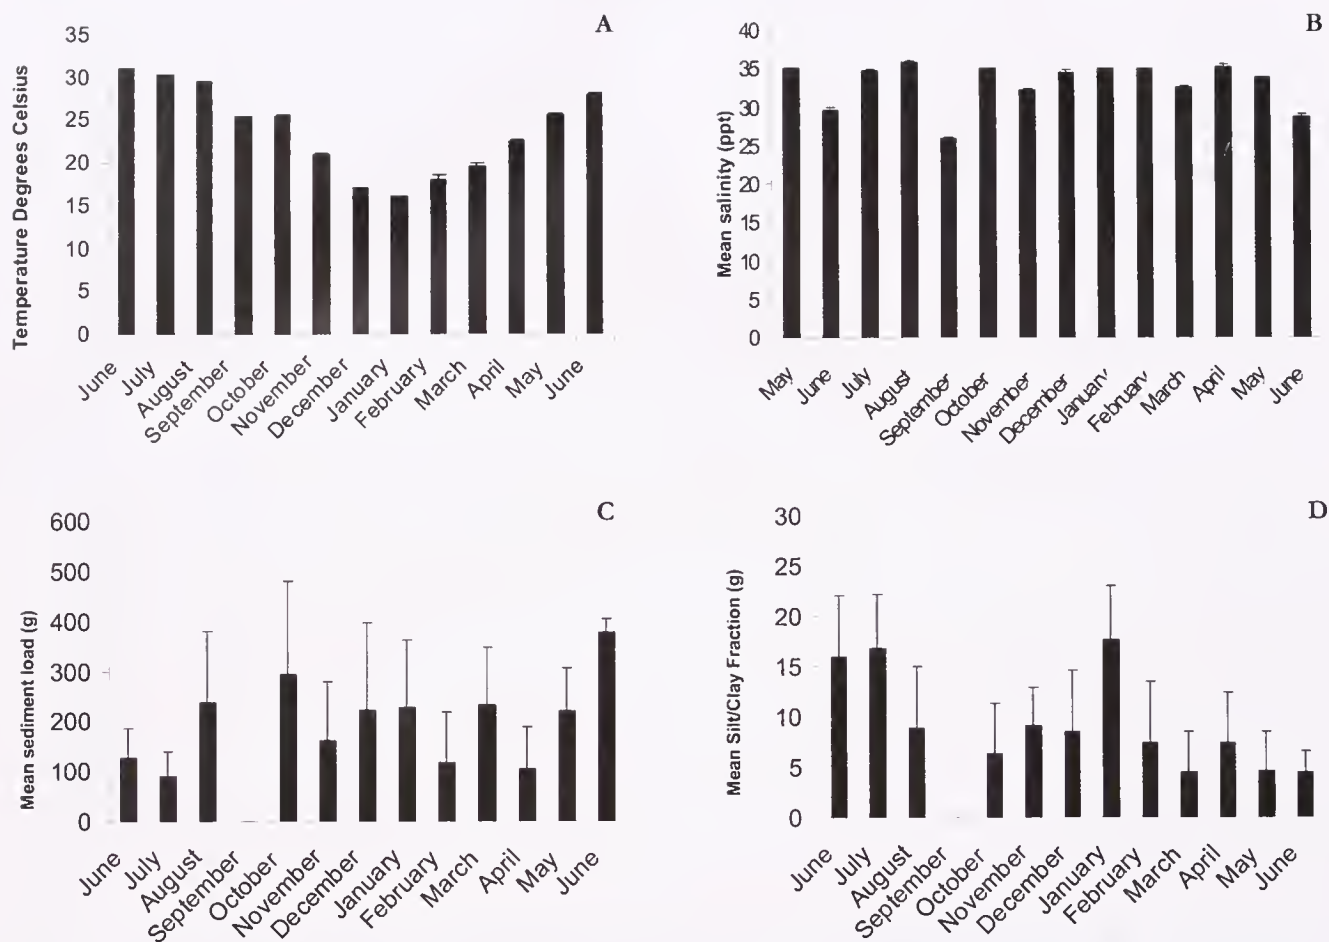 A
35
30
25
20
15
10
5
0
Temperature Degrees Celsius
June
July
August
September
October
November
December
January
February
March
April
May
June
B
40
35
30
25
20
15
10
5
0
Mean salinity (ppt)
May
June
July
August
September
October
November
December
January
February
March
April
May
June
C
600
500
400
300
200
100
0
Mean sediment load (g)
June
July
August
September
October
November
December
January
February
March
April
May
June
D
30
25
20
15
10
5
0
Mean Silt/Clay Fraction (g)
June
July
August
September
October
November
December
January
February
March
April
May
June